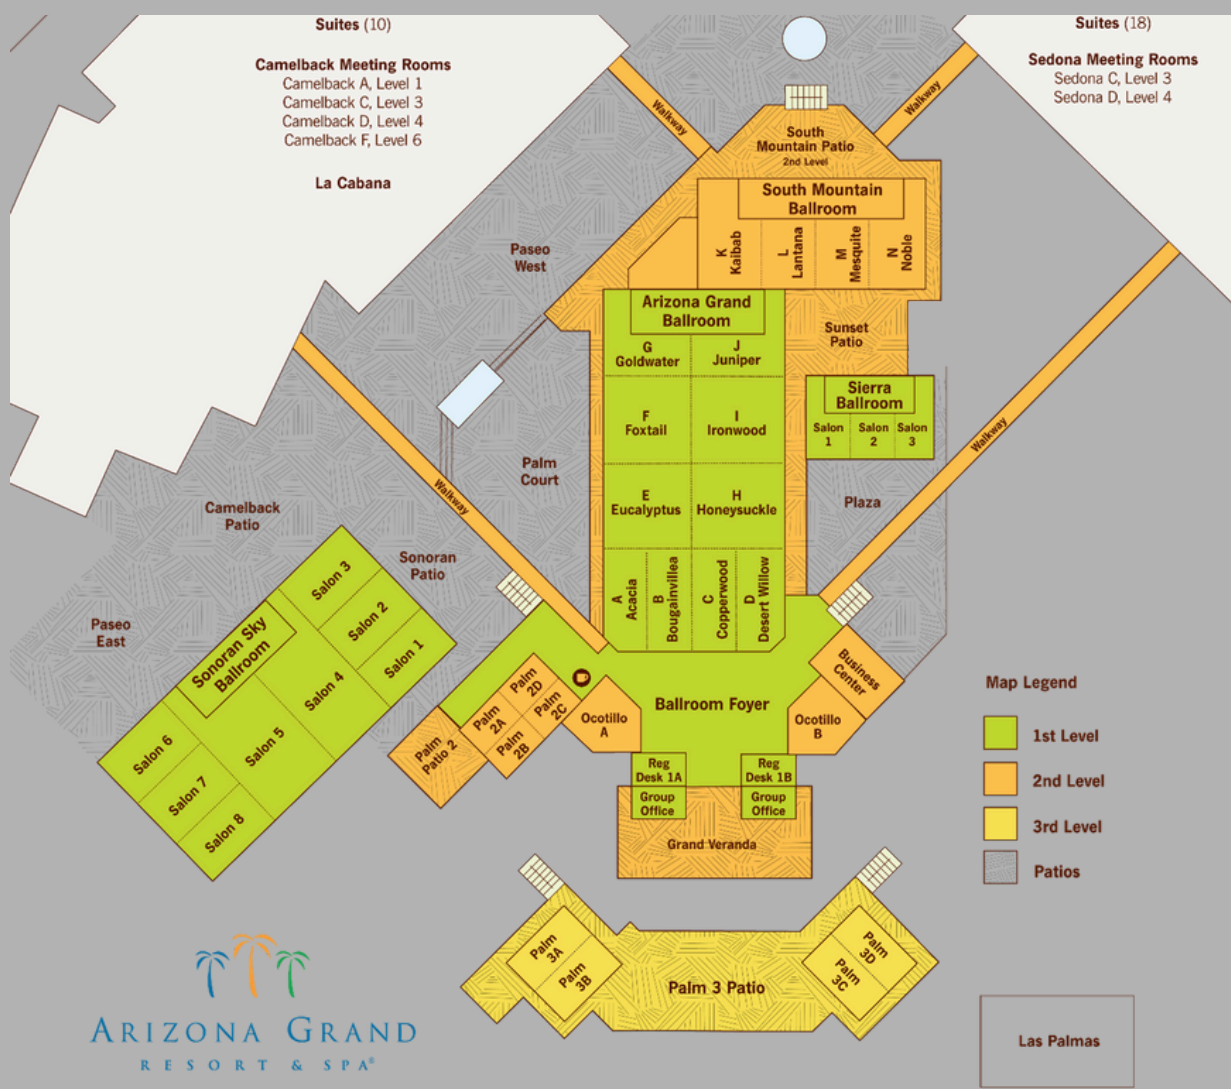 Suites (10)
Camelback Meeting Rooms
Camelback A, Level 1
Camelback C, Level 3
Camelback D, Level 4
Camelback F, Level 6
La Cabana
Suites (18)
Sedona Meeting Rooms
Sedona C, Level 3
Sedona D, Level 4
Walkway
Walkway
South
Mountain Patio
2nd Level
South Mountain
Ballroom
K
Kaibab
L
Lantana
M
Mesquite
N
Noble
Paseo
West
Arizona Grand
Ballroom
G
Goldwater
J
Juniper
F
Foxtail
I
Ironwood
E
Eucalyptus
H
Honeysuckle
A
Acacia
B
Bougainvillea
C
Copperwood
D
Desert Willow
Sunset
Patio
Sierra
Ballroom
Salon
1
Salon
2
Salon
3
Walkway
Plaza
Palm
Court
Walkway
Camelback
Patio
Sonoran
Patio
Paseo
East
Sonoran Sky
Ballroom
Salon 3
Salon 2
Salon 1
Salon 4
Salon 5
Salon 6
Salon 7
Salon 8
Palm
Patio 2
Palm
2A
Palm
2B
Palm
2D
Palm
2C
Ocotillo
A
Ballroom Foyer
Ocotillo
B
Business
Center
Reg
Desk 1A
Group
Office
Reg
Desk 1B
Group
Office
Grand Veranda
Palm
3A
Palm
3B
Palm 3 Patio
Palm
3D
Palm
3C
Map Legend
1st Level
2nd Level
3rd Level
Patios
Las Palmas
ARIZONA GRAND
RESORT & SPA®